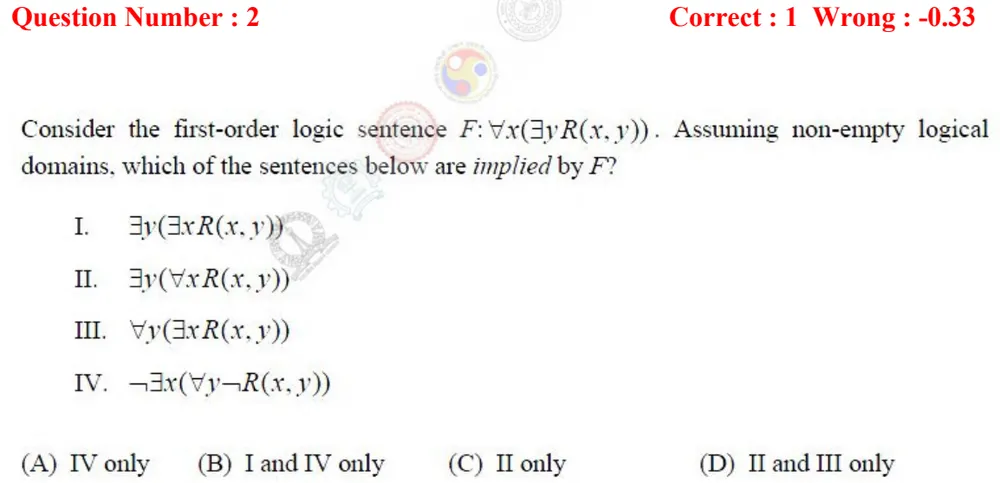 Question Number : 2 Correct : 1 Wrong : -0.33
Consider the first-order logic sentence F: ∀x(∃yR(x, y)). Assuming non-empty logical
domains, which of the sentences below are implied by F?
I. ∃y(∃xR(x, y))
II. ∃y(∀xR(x, y))
III. ∀y(∃xR(x, y))
IV. ¬∃x(∀y¬R(x, y))
(A) IV only (B) I and IV only (C) II only (D) II and III only